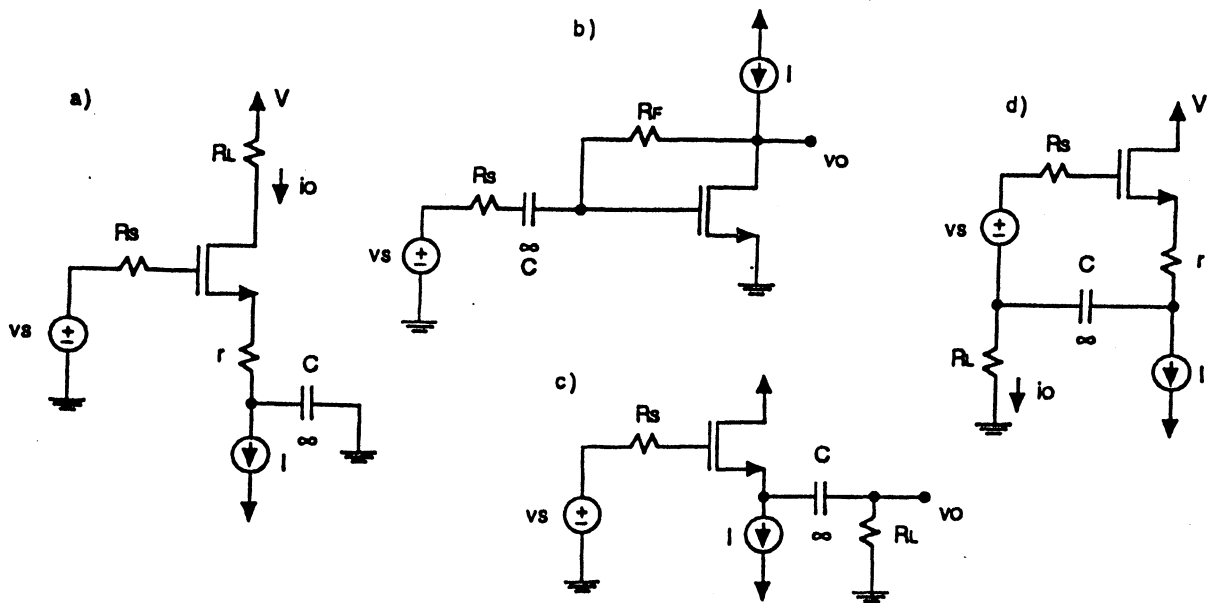 a)
V
RL
io
Rs
vs
+
−
r
C
∞
I
b)
I
RF
vo
Rs
∞
C
vs
+
−
c)
Rs
C
vs
+
−
I
∞
vo
RL
d)
V
Rs
vs
+
−
r
C
∞
RL
io
I